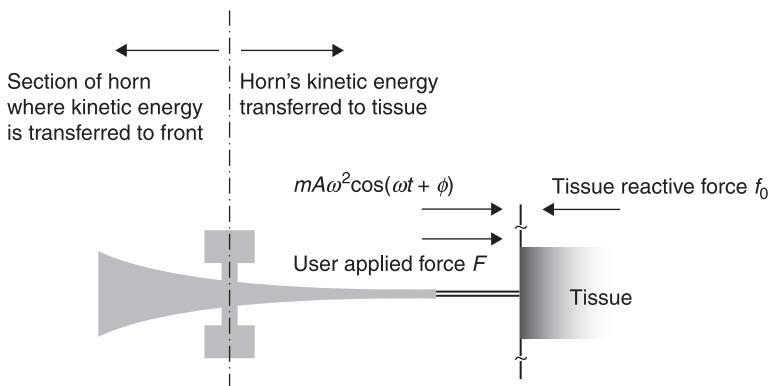 Section of horn
where kinetic energy
is transferred to front
Horn's kinetic energy
transferred to tissue
mAω²cos(ωt + ϕ)
Tissue reactive force f₀
User applied force F
Tissue